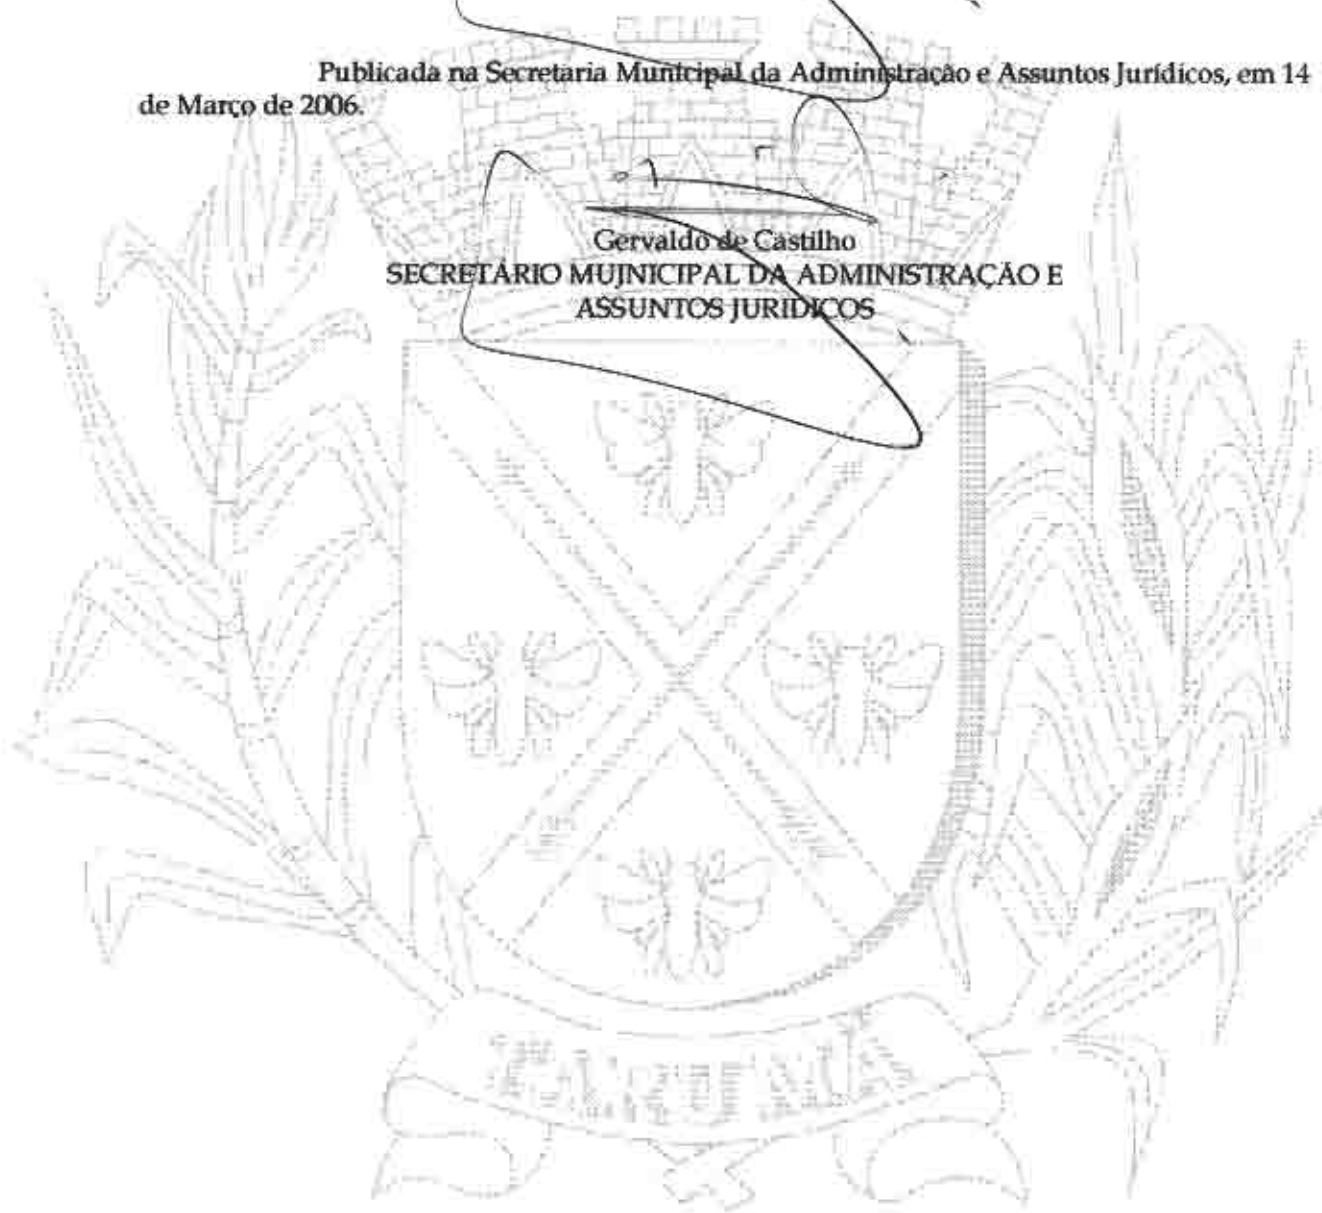 Publicada na Secretaria Municipal da Administração e Assuntos Jurídicos, em 14
de Março de 2006.
Gervaldo de Castilho
SECRETÁRIO MUJNICIPAL DA ADMINISTRAÇÃO E
ASSUNTOS JURIDICOS
TARUMÃ